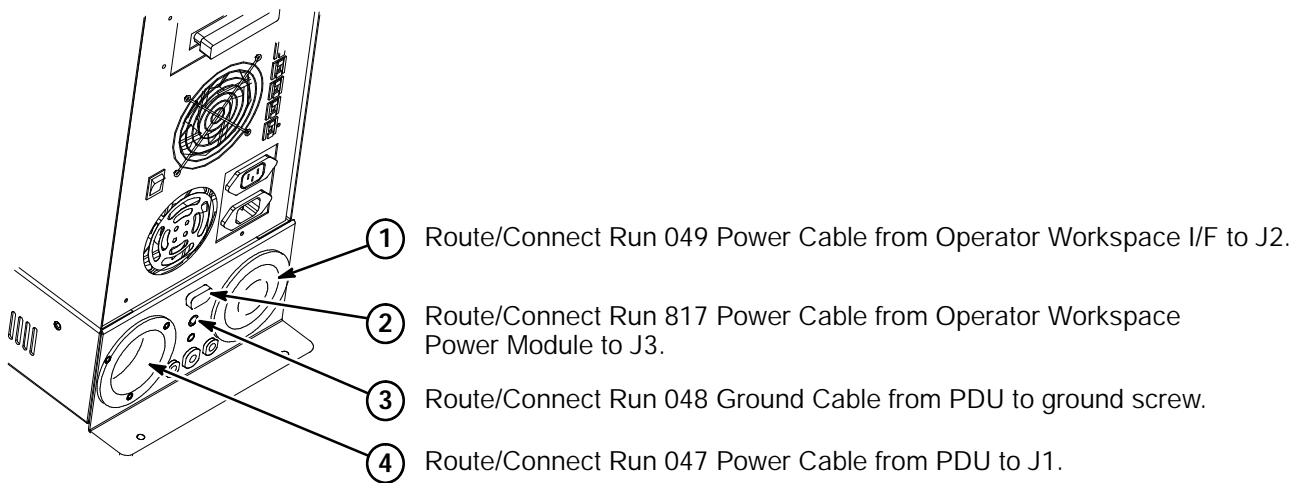 1 Route/Connect Run 049 Power Cable from Operator Workspace I/F to J2.
2 Route/Connect Run 817 Power Cable from Operator Workspace
Power Module to J3.
3 Route/Connect Run 048 Ground Cable from PDU to ground screw.
4 Route/Connect Run 047 Power Cable from PDU to J1.